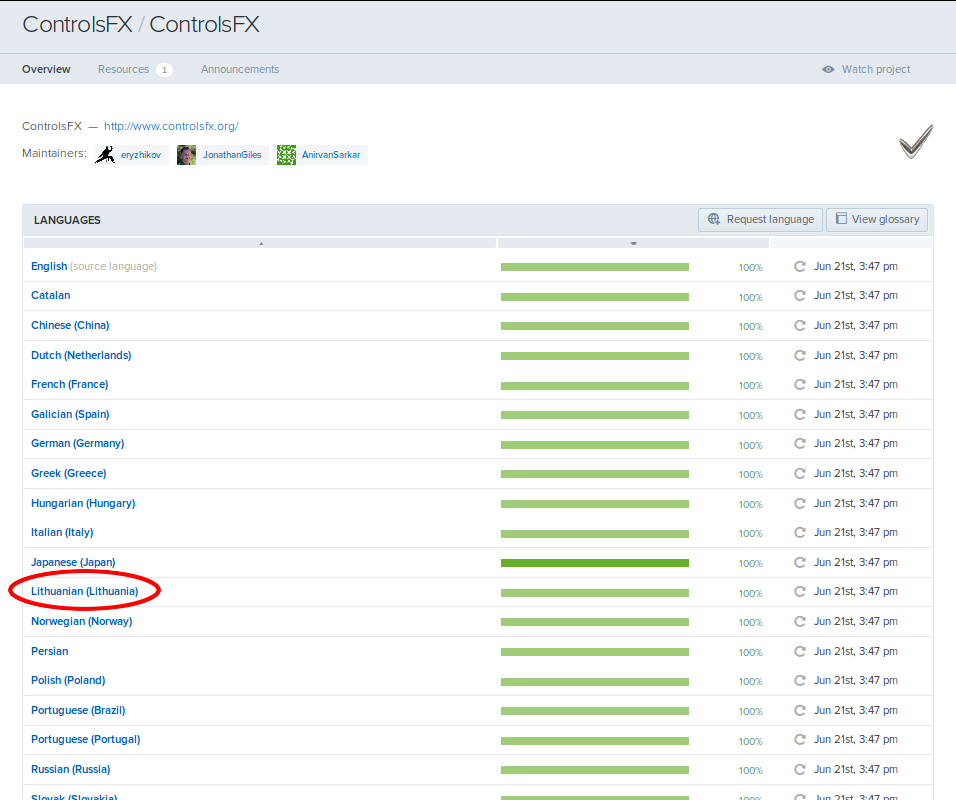 ControlsFX / ControlsFX
Overview Resources 1 Announcements Watch project
ControlsFX — http://www.controlsfx.org/
Maintainers: eryzhikov JonathanGiles AnirvanSarkar
LANGUAGES Request language View glossary
English (source language) 100% Jun 21st, 3:47 pm
Catalan 100% Jun 21st, 3:47 pm
Chinese (China) 100% Jun 21st, 3:47 pm
Dutch (Netherlands) 100% Jun 21st, 3:47 pm
French (France) 100% Jun 21st, 3:47 pm
Galician (Spain) 100% Jun 21st, 3:47 pm
German (Germany) 100% Jun 21st, 3:47 pm
Greek (Greece) 100% Jun 21st, 3:47 pm
Hungarian (Hungary) 100% Jun 21st, 3:47 pm
Italian (Italy) 100% Jun 21st, 3:47 pm
Japanese (Japan) 100% Jun 21st, 3:47 pm
Lithuanian (Lithuania) 100% Jun 21st, 3:47 pm
Norwegian (Norway) 100% Jun 21st, 3:47 pm
Persian 100% Jun 21st, 3:47 pm
Polish (Poland) 100% Jun 21st, 3:47 pm
Portuguese (Brazil) 100% Jun 21st, 3:47 pm
Portuguese (Portugal) 100% Jun 21st, 3:47 pm
Russian (Russia) 100% Jun 21st, 3:47 pm
Slovak (Slovakia) 100% Jun 21st, 3:47 pm